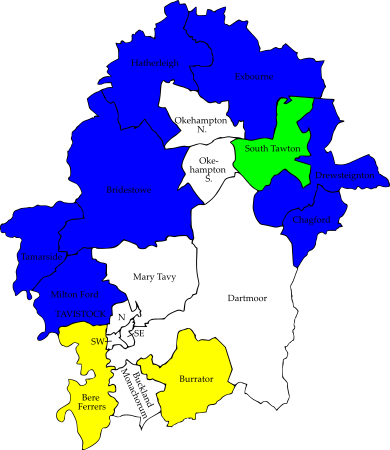 Hatherleigh
Exbourne
Okehampton
N.
South Tawton
Oke-
hampton
S.
Drewsteignton
Bridestowe
Chagford
Lumburn
Mary Tavy
Milton Ford
Dartmoor
TAVISTOCK
N
SW
SE
Burrator
Bere
Ferrers
Buckland
Monachorum